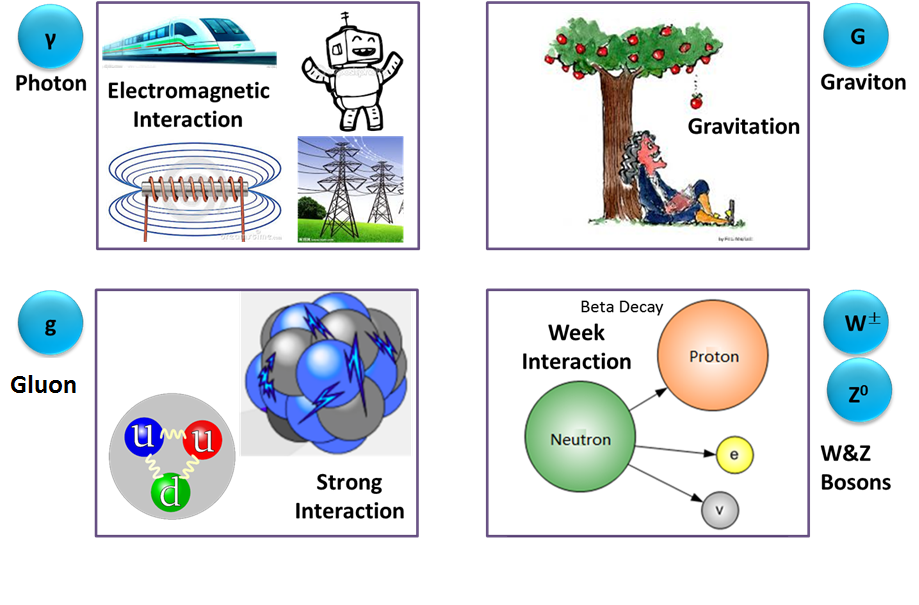 γ
Photon
Electromagnetic
Interaction
Gravitation
G
Graviton
g
Gluon
u
u
d
Strong
Interaction
Beta Decay
Week
Interaction
Proton
Neutron
e
v
W±
Z⁰
W&Z
Bosons